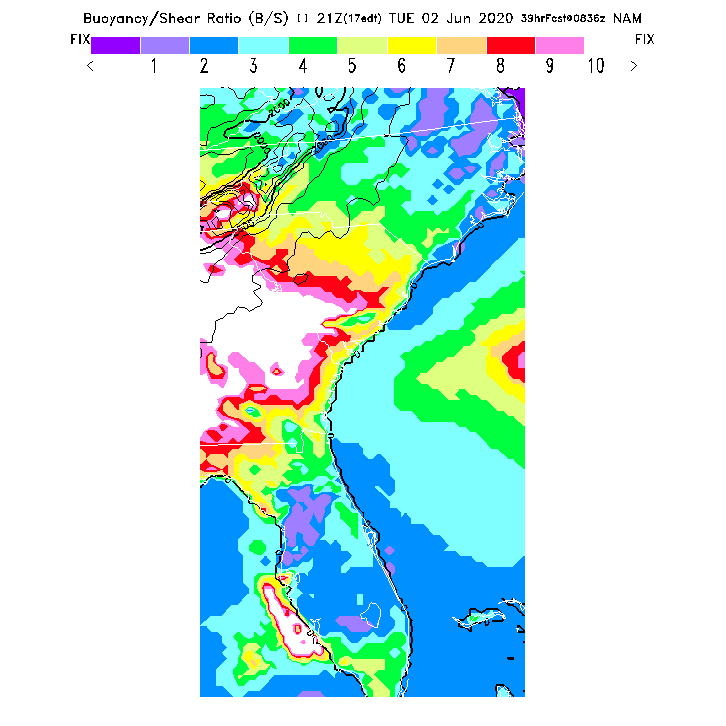 Buoyancy/Shear Ratio (B/S) [ ] 21Z(17edt) TUE 02 Jun 2020 39hrFcst@0836z NAM
FIX FIX
< 1 2 3 4 5 6 7 8 9 10 >
2000